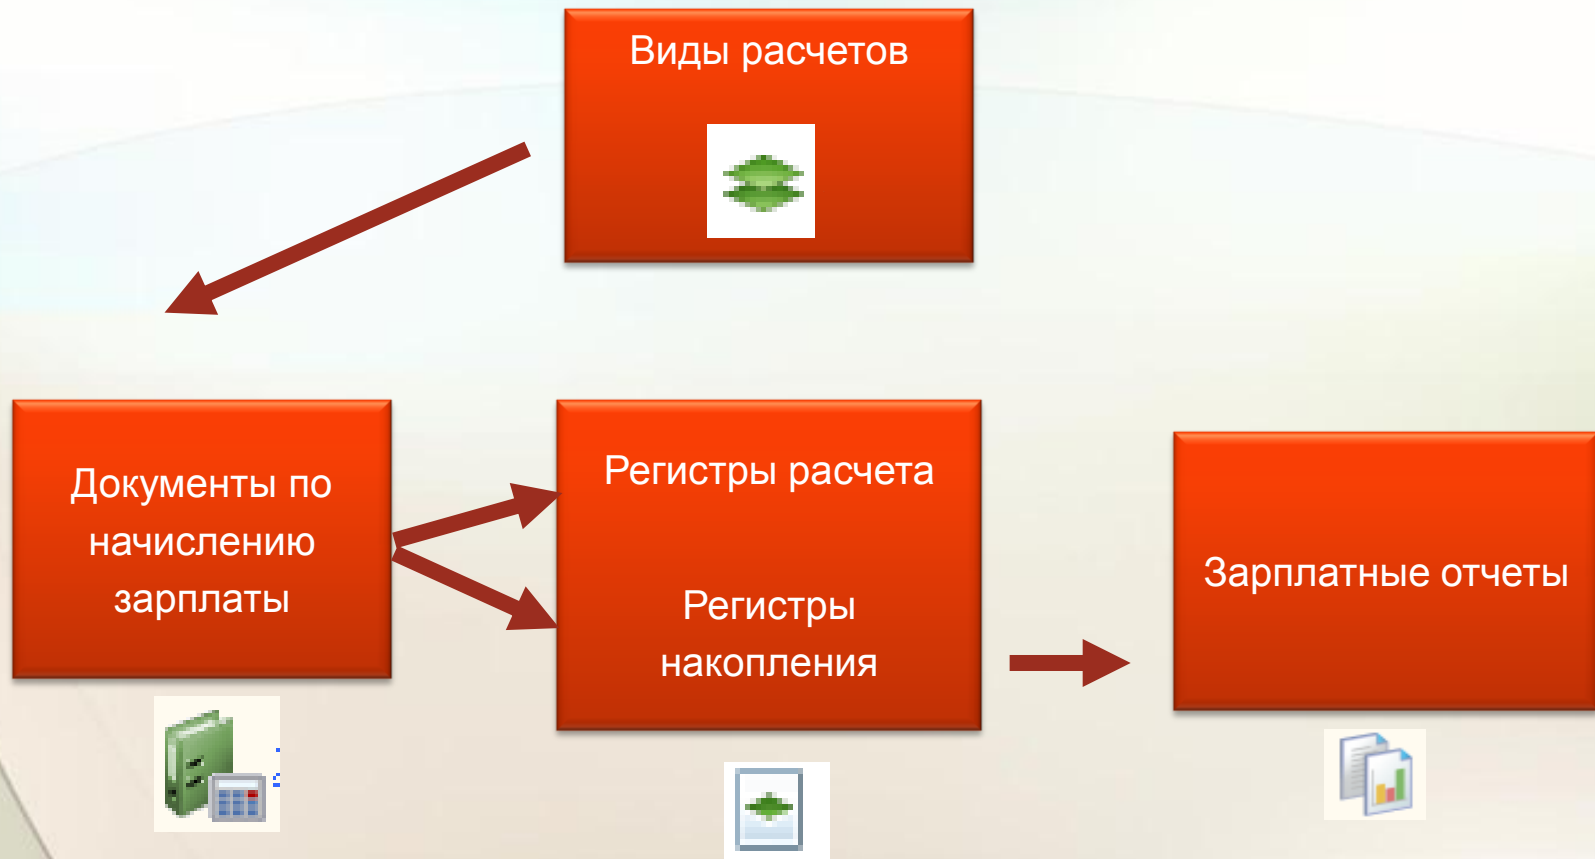 Виды расчетов
Документы по
начислению
зарплаты
Регистры расчета
Регистры
накопления
Зарплатные отчеты